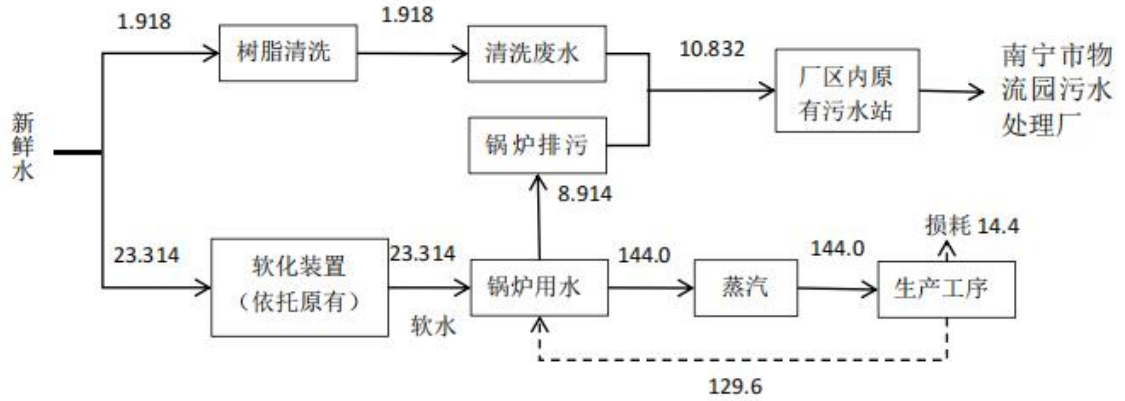 1.918
1.918
树脂清洗
清洗废水
10.832
厂区内原
有污水站
南宁市物
流园污水
处理厂
新鲜水
锅炉排污
8.914
23.314
软化装置
（依托原有）
23.314
软水
锅炉用水
144.0
蒸汽
144.0
损耗 14.4
生产工序
129.6